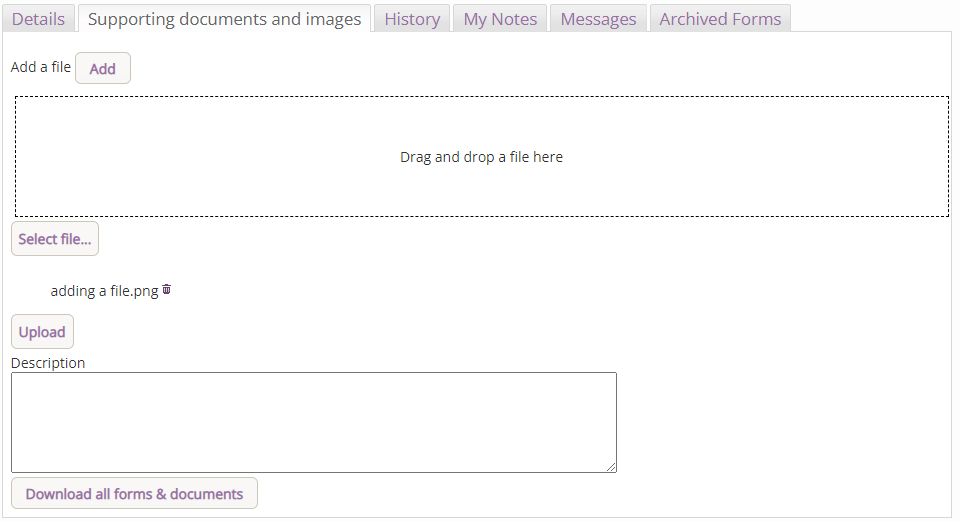 Details Supporting documents and images History My Notes Messages Archived Forms
Add a file Add
Drag and drop a file here
Select file...
adding a file.png
Upload
Description
Download all forms & documents